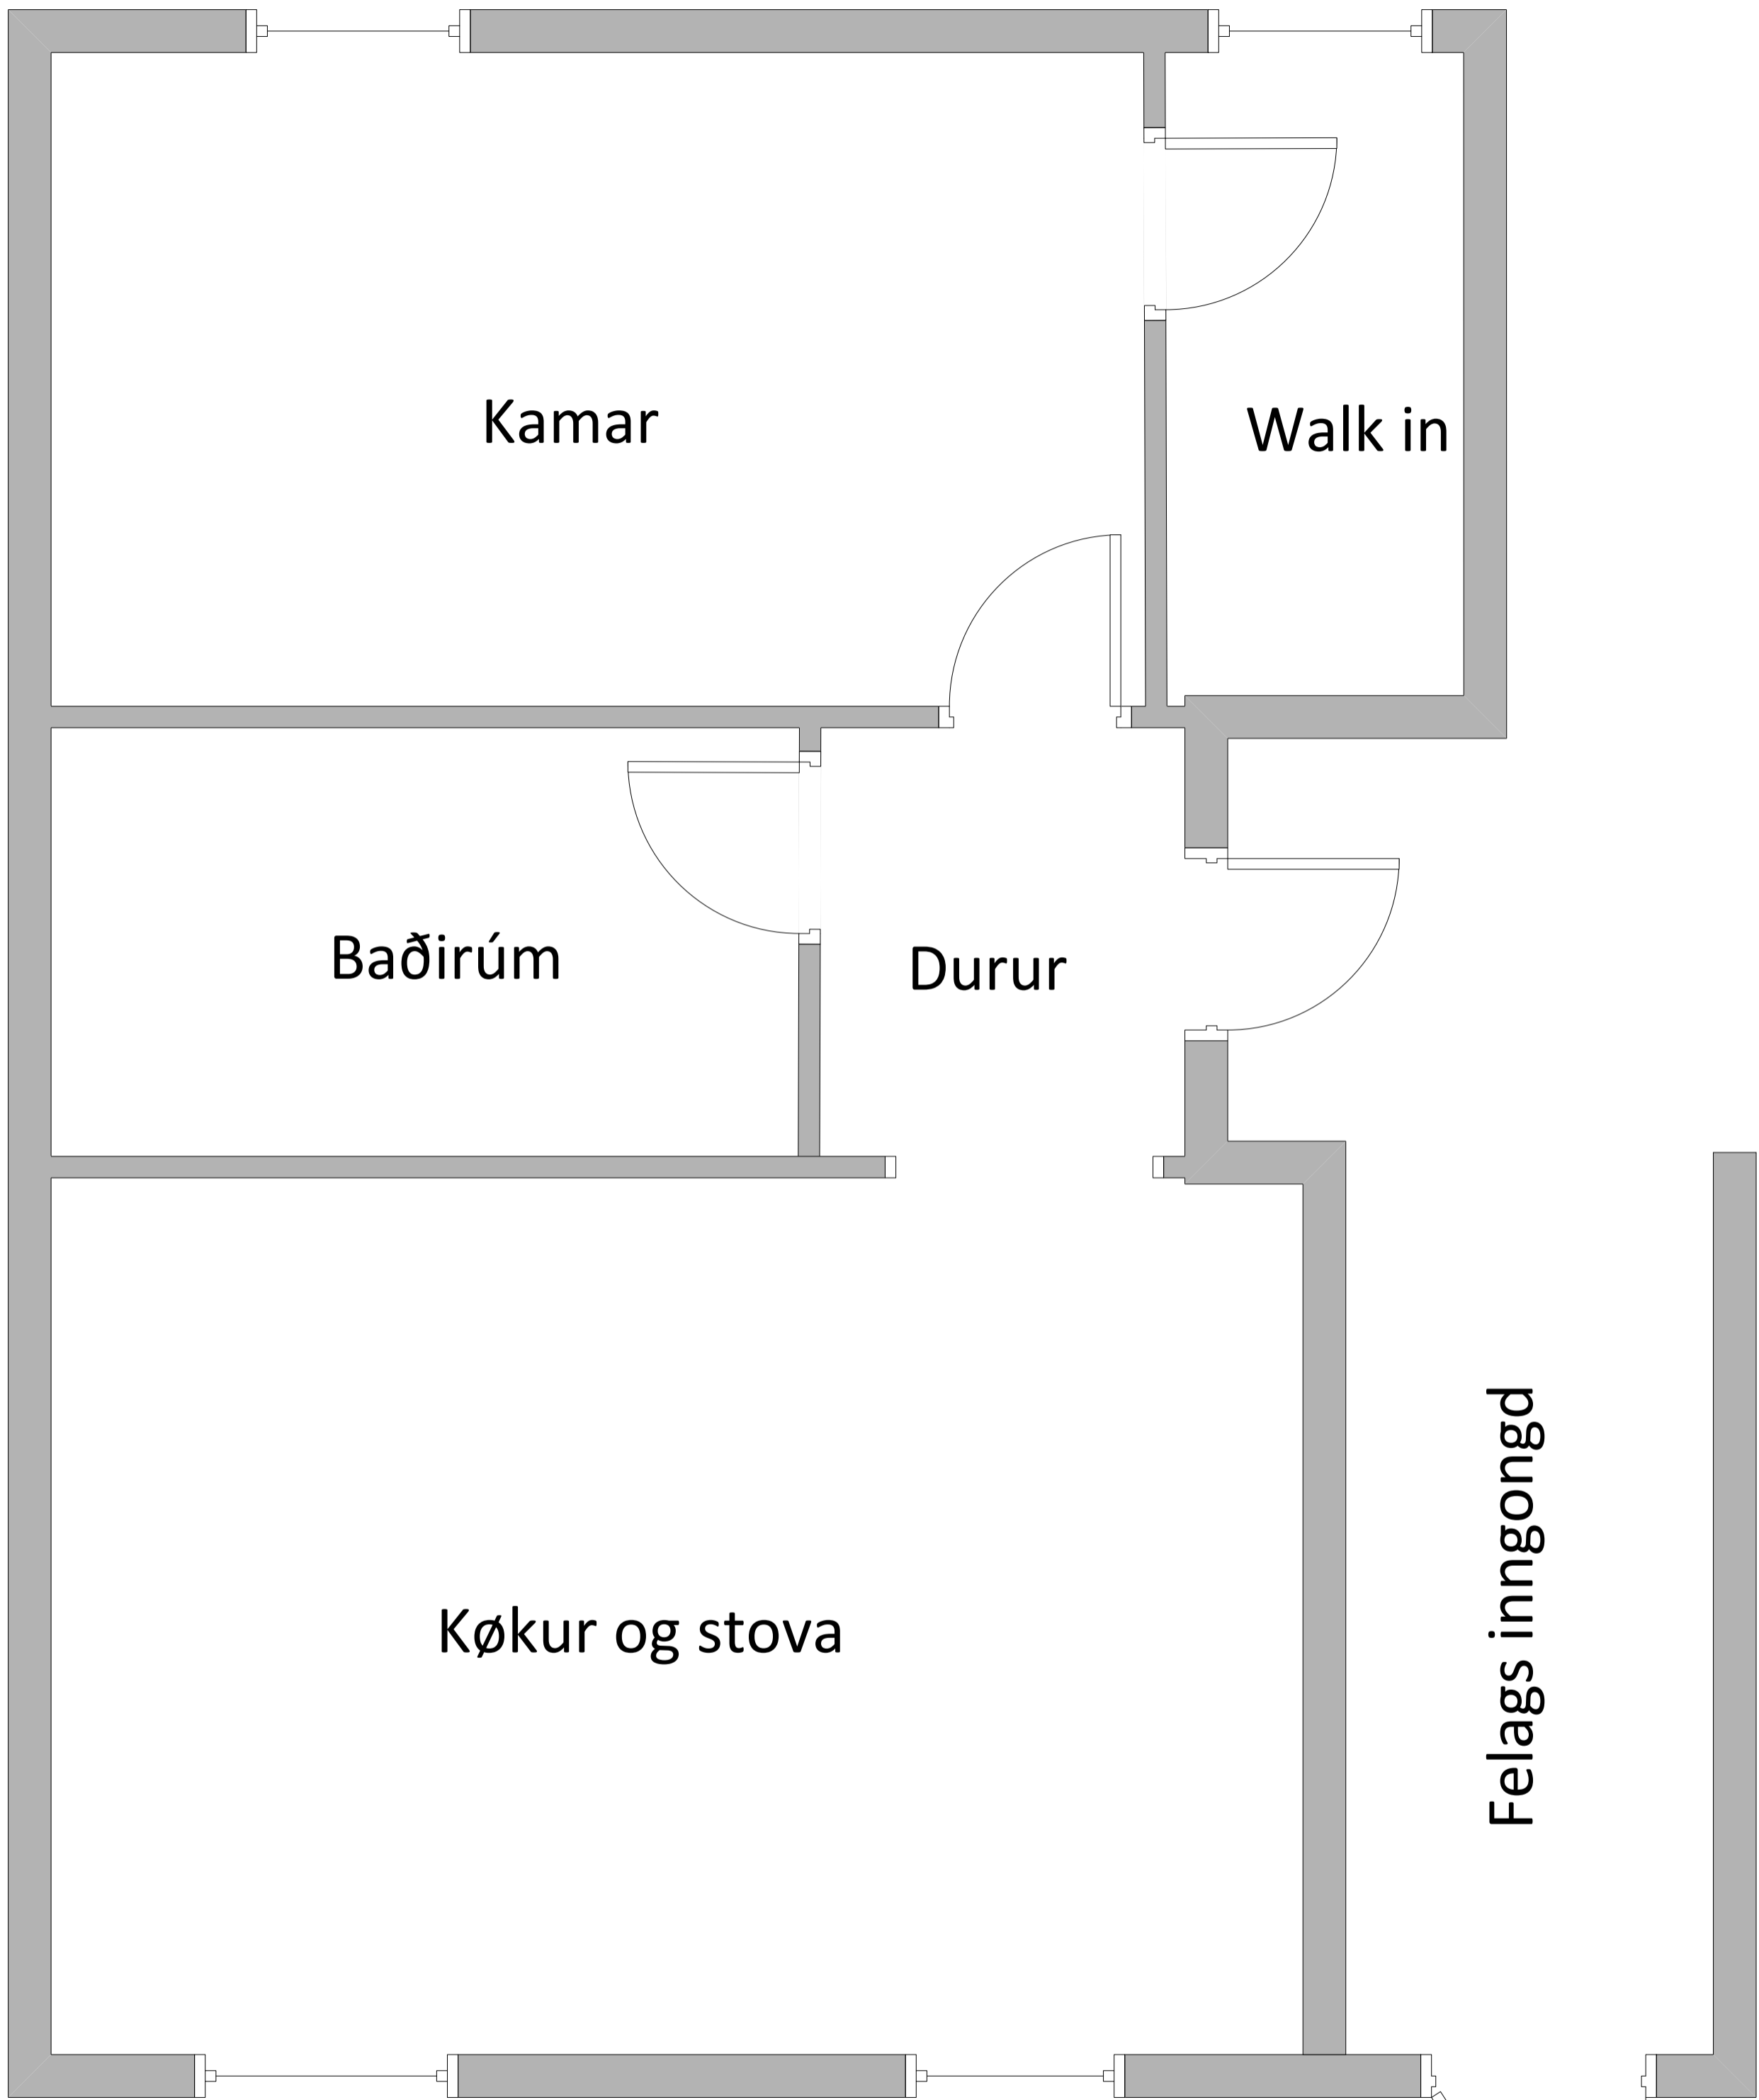 Kamar
Walk in
Baðirúm
Durur
Køkur og stova
Felags inngongd